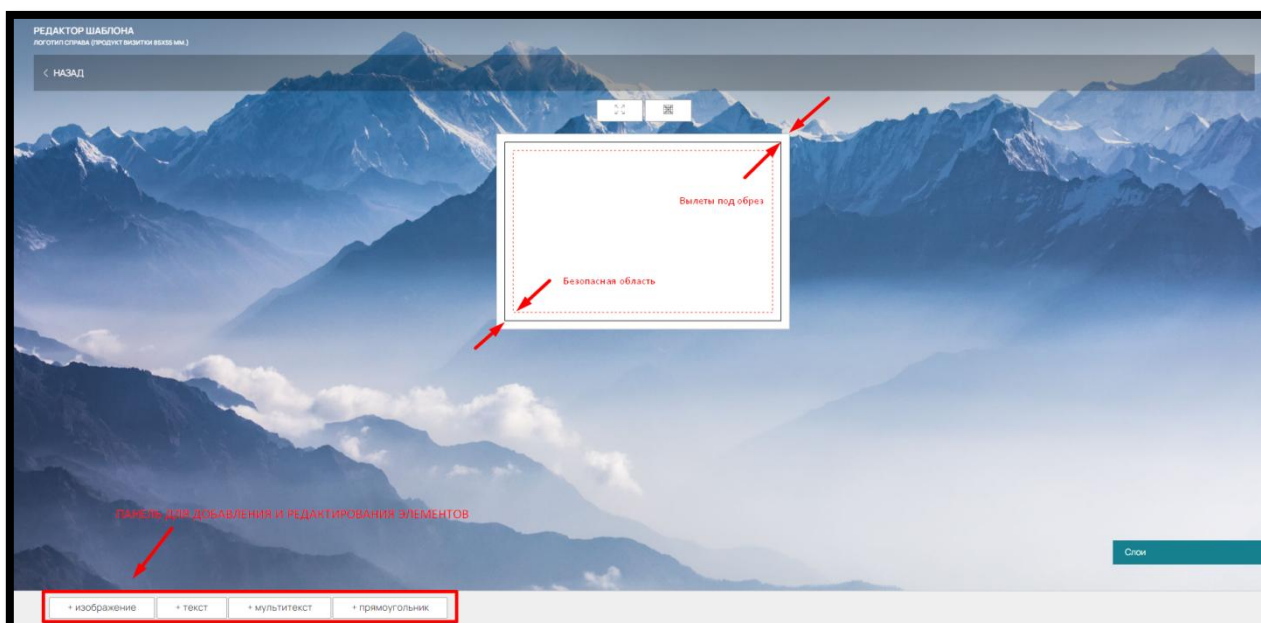 РЕДАКТОР ШАБЛОНА
ЛОГОТИП СПРАВА (ПРОДУКТ ВИЗИТКИ 85X55 ММ.)
< НАЗАД
Вылеты под обрез
Безопасная область
ПАНЕЛЬ ДЛЯ ДОБАВЛЕНИЯ И РЕДАКТИРОВАНИЯ ЭЛЕМЕНТОВ
Слои
+ изображение + текст + мультитекст + прямоугольник